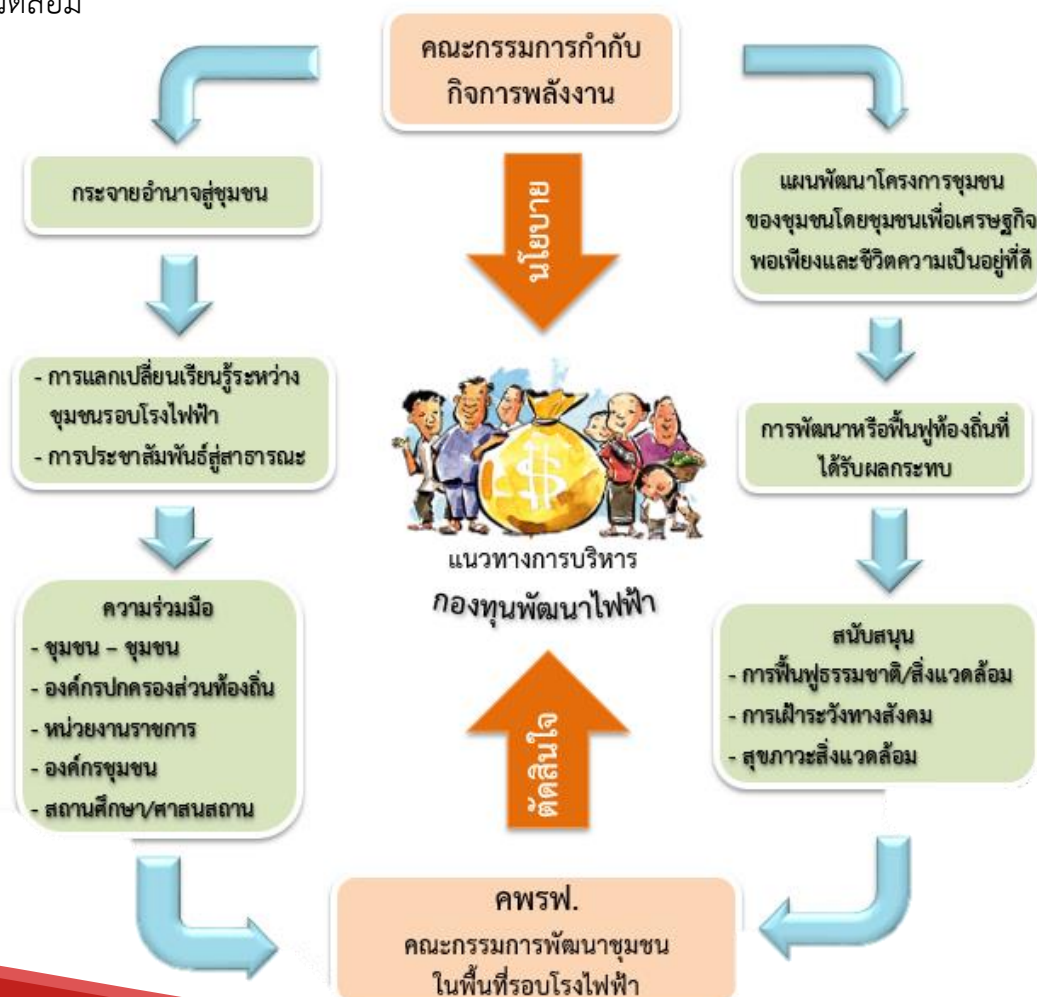 คณะกรรมการกำกับ
กิจการพลังงาน
กระจายอำนาจสู่ชุมชน
นโยบาย
แผนพัฒนาโครงการชุมชน
ของชุมชนโดยชุมชนเพื่อเศรษฐกิจ
พอเพียงและชีวิตความเป็นอยู่ที่ดี
- การแลกเปลี่ยนเรียนรู้ระหว่าง
ชุมชนรอบโรงไฟฟ้า
- การประชาสัมพันธ์สู่สาธารณะ
การพัฒนาหรือฟื้นฟูท้องถิ่นที่
ได้รับผลกระทบ
แนวทางการบริหาร
กองทุนพัฒนาไฟฟ้า
ความร่วมมือ
- ชุมชน – ชุมชน
- องค์กรปกครองส่วนท้องถิ่น
- หน่วยงานราชการ
- องค์กรชุมชน
- สถานศึกษา/ศาสนสถาน
สนับสนุน
- การฟื้นฟูธรรมชาติ/สิ่งแวดล้อม
- การเฝ้าระวังทางสังคม
- สุขภาวะสิ่งแวดล้อม
ตัดสินใจ
คพรฟ.
คณะกรรมการพัฒนาชุมชน
ในพื้นที่รอบโรงไฟฟ้า